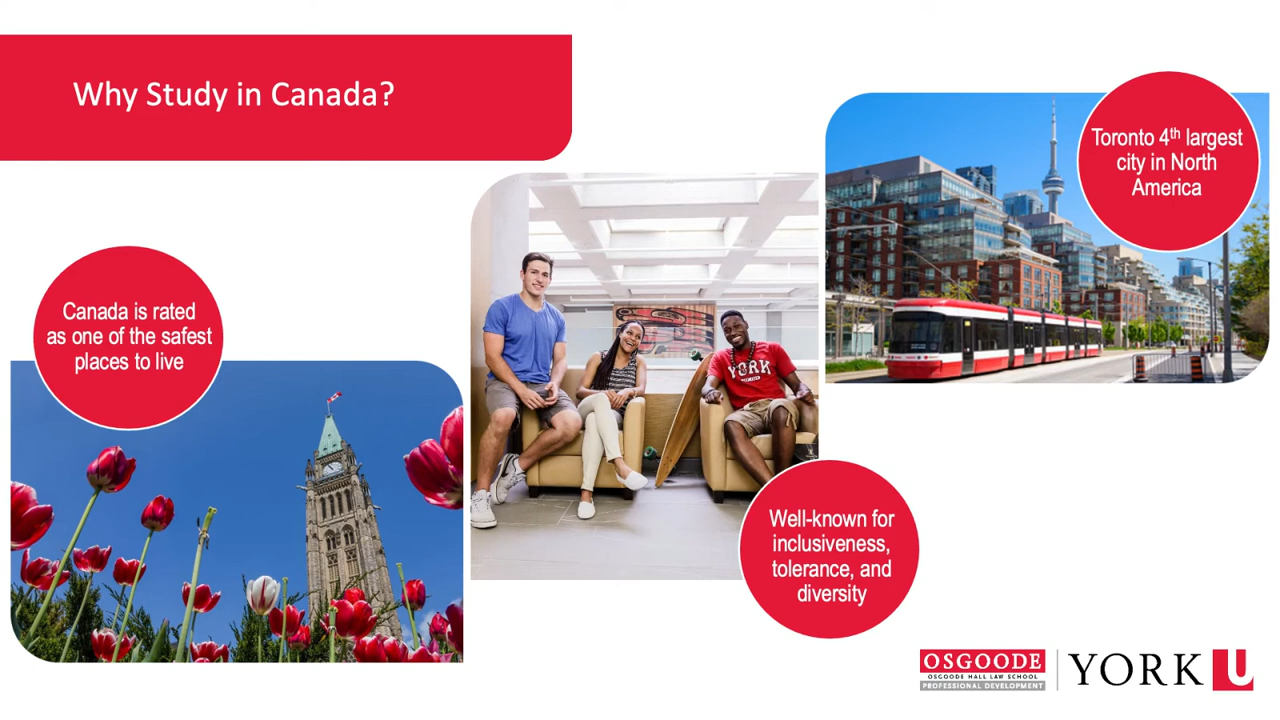 Why Study in Canada?
Toronto 4th largest
city in North
America
Canada is rated
as one of the safest
places to live
YORK
Well-known for
inclusiveness,
tolerance, and
diversity
OSGOODE
OSGOODE HALL LAW SCHOOL
PROFESSIONAL DEVELOPMENT
YORK U